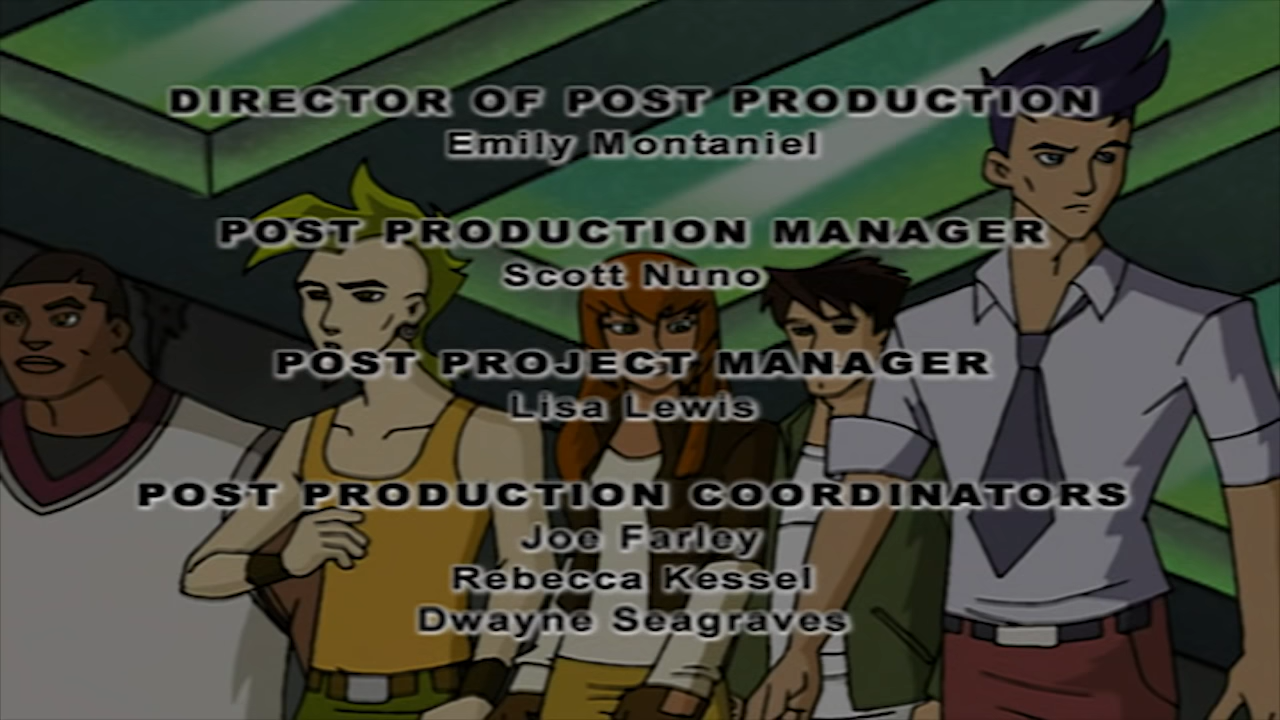 DIRECTOR OF POST PRODUCTION
Emily Montaniel
POST PRODUCTION MANAGER
Scott Nuno
POST PROJECT MANAGER
Lisa Lewis
POST PRODUCTION COORDINATORS
Joe Farley
Rebecca Kessel
Dwayne Seagraves